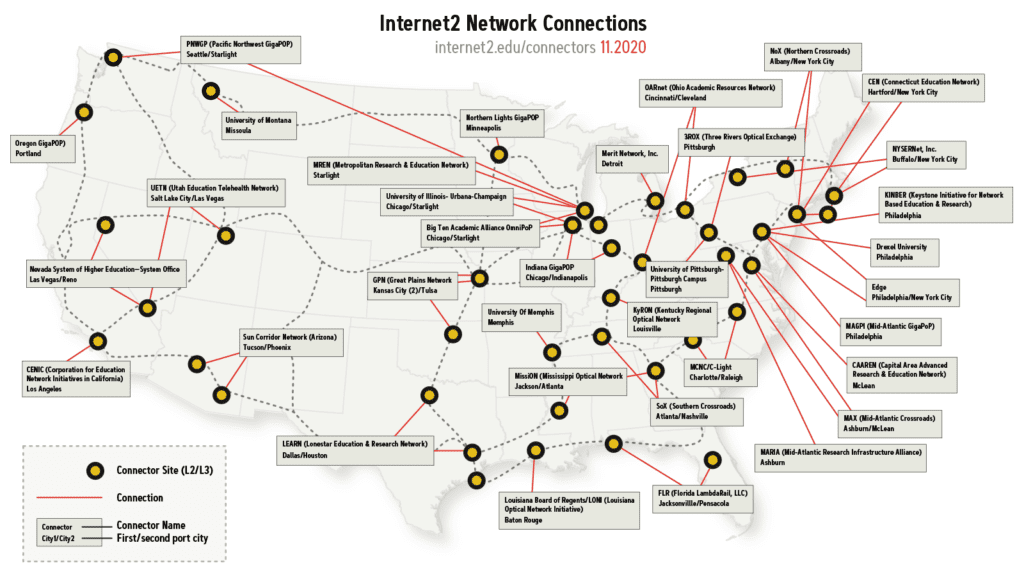 Internet2 Network Connections
internet2.edu/connectors 11.2020
PNWGP (Pacific Northwest GigaPOP)
Seattle/Starlight
NoX (Northern Crossroads)
Albany/New York City
OARnet (Ohio Academic Resources Network)
Cincinnati/Cleveland
CEN (Connecticut Education Network)
Hartford/New York City
University of Montana
Missoula
Northern Lights GigaPOP
Minneapolis
3ROX (Three Rivers Optical Exchange)
Pittsburgh
Oregon GigaPOP)
Portland
Merit Network, Inc.
Detroit
NYSERNet, Inc.
Buffalo/New York City
MREN (Metropolitan Research & Education Network)
Starlight
UETN (Utah Education Telehealth Network)
Salt Lake City/Las Vegas
University of Illinois- Urbana-Champaign
Chicago/Starlight
KINBER (Keystone Initiative for Network
Based Education & Research)
Philadelphia
Big Ten Academic Alliance OmniPoP
Chicago/Starlight
Drexel University
Philadelphia
Nevada System of Higher Education—System Office
Las Vegas/Reno
GPN (Great Plains Network
Kansas City (2)/Tulsa
Indiana GigaPOP
Chicago/Indianapolis
University of Pittsburgh-
Pittsburgh Campus
Pittsburgh
Edge
Philadelphia/New York City
University Of Memphis
Memphis
KyRON (Kentucky Regional
Optical Network
Louisville
MAGPI (Mid-Atlantic GigaPoP)
Philadelphia
Sun Corridor Network (Arizona)
Tucson/Phoenix
CENIC (Corporation for Education
Network Initiatives in California)
Los Angeles
MissiON (Mississippi Optical Network
Jackson/Atlanta
MCNC/C-Light
Charlotte/Raleigh
CAAREN (Capital Area Advanced
Research & Education Network)
McLean
SoX (Southern Crossroads)
Atlanta/Nashville
MAX (Mid-Atlantic Crossroads)
Ashburn/McLean
LEARN (Lonestar Education & Research Network)
Dallas/Houston
MARIA (Mid-Atlantic Research Infrastructure Alliance)
Ashburn
Louisiana Board of Regents/LONI (Louisiana
Optical Network Initiative)
Baton Rouge
FLR (Florida LambdaRail, LLC)
Jacksonvillle/Pensacola
Connector Site (L2/L3)
Connection
Connector
City1/City2
Connector Name
First/second port city